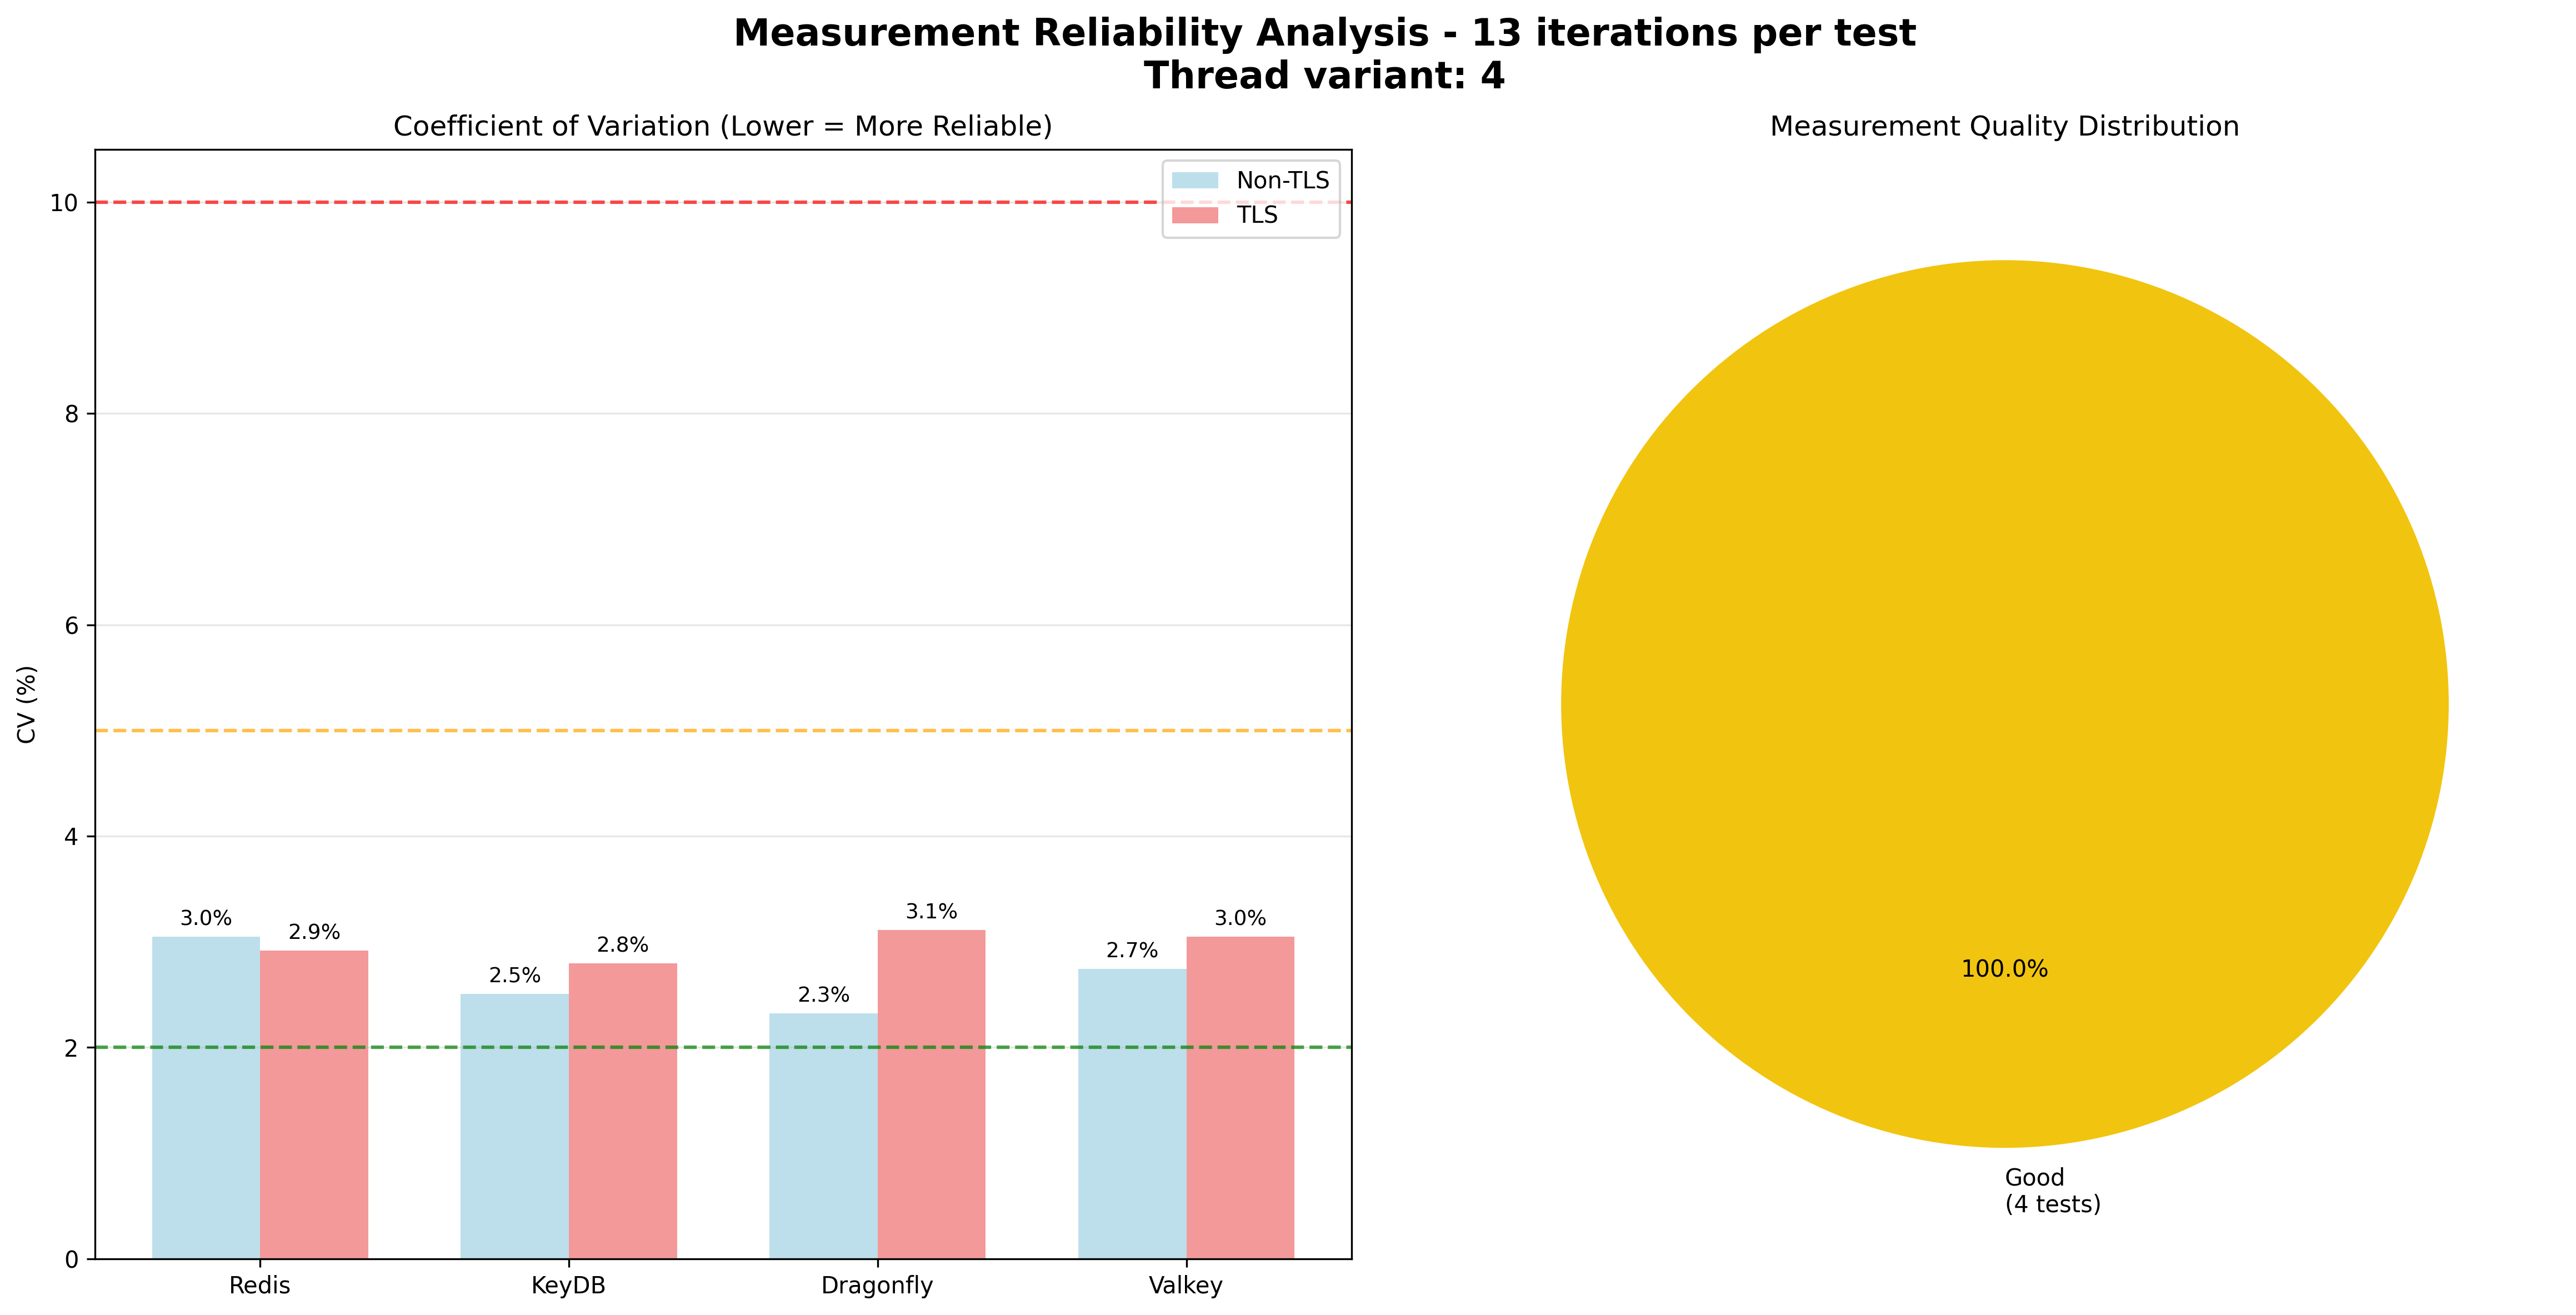 Measurement Reliability Analysis - 13 iterations per test
Thread variant: 4
Coefficient of Variation (Lower = More Reliable)
Non-TLS
TLS
CV (%)
10
8
6
4
2
0
3.0%
2.9%
2.5%
2.8%
2.3%
3.1%
2.7%
3.0%
Redis
KeyDB
Dragonfly
Valkey
Measurement Quality Distribution
100.0%
Good
(4 tests)